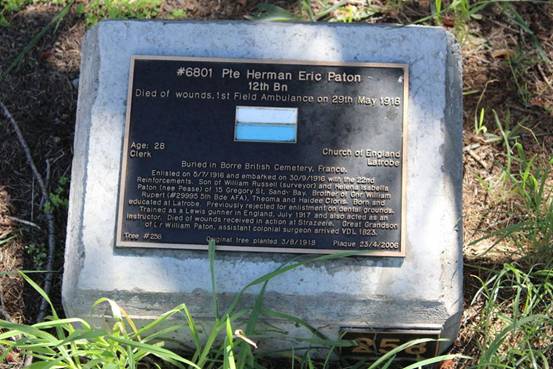 #6801 Pte Herman Eric Paton
12th Bn
Died of wounds, 1st Field Ambulance on 29th May 1918
Age: 28
Clerk
Church of England
Latrobe
Buried in Borre British Cemetery, France.
Enlisted on 5/7/1916 and embarked on 30/9/1916 with the 22nd
Reinforcements. Son of William Russell (surveyor) and Helena Isabella
Paton (nee Pease) of 15 Gregory St, Sandy Bay. Brother of Gnr William
Rupert (#29995 5th Bde AFA), Theoma and Haidee Cloris. Born and
educated at Latrobe. Previously rejected for enlistment on dental grounds.
Trained as a Lewis gunner in England, July 1917 and also acted as an
instructor. Died of wounds received in action at Strazeele. Great Grandson
of Lr William Paton, assistant colonial surgeon arrived VDL 1823.
Tree #258
Original tree planted 3/8/1918
Plaque 23/4/2006
258